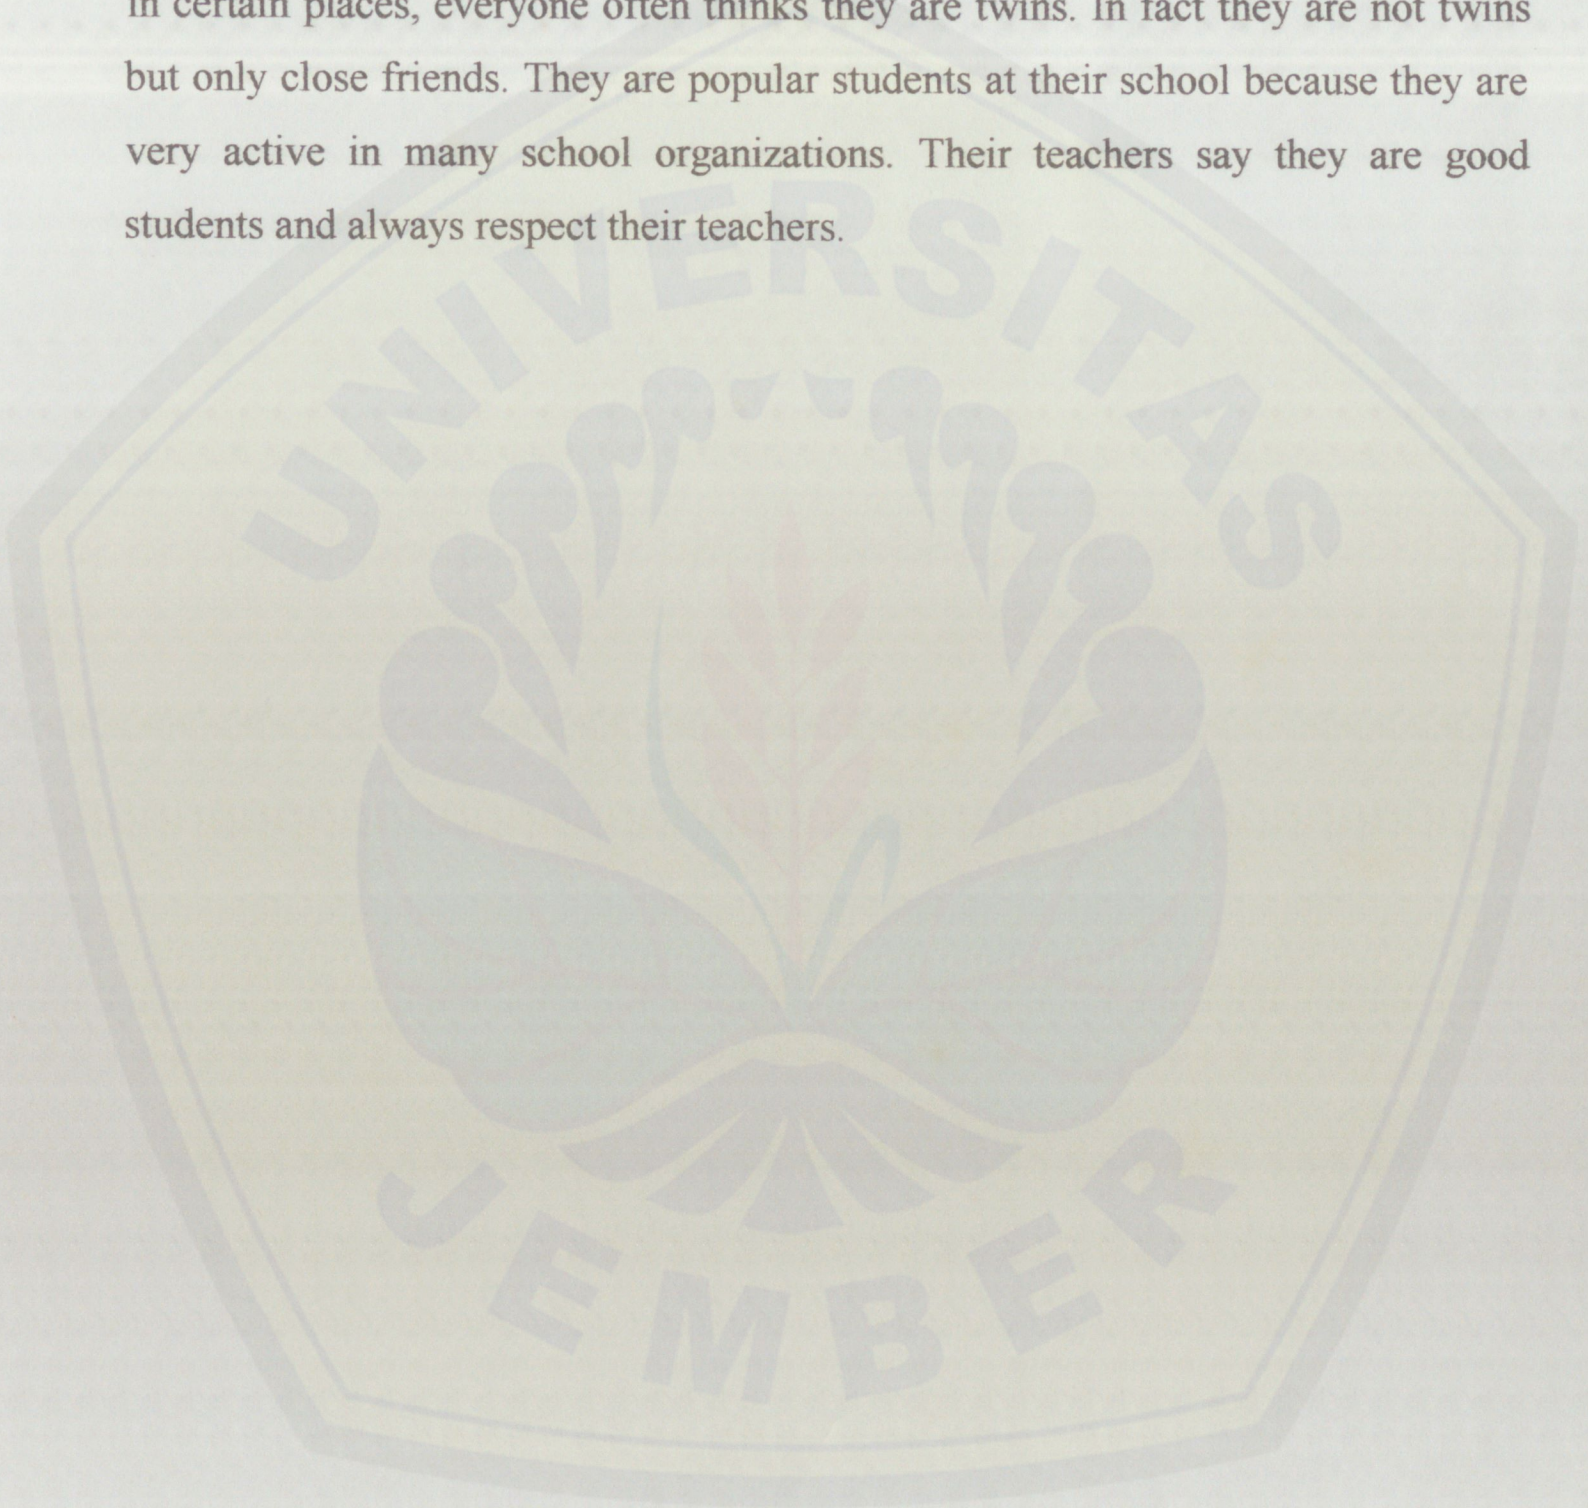 in certain places, everyone often thinks they are twins. In fact they are not twins
but only close friends. They are popular students at their school because they are
very active in many school organizations. Their teachers say they are good
students and always respect their teachers.
UNIVERSITAS
JEMBER